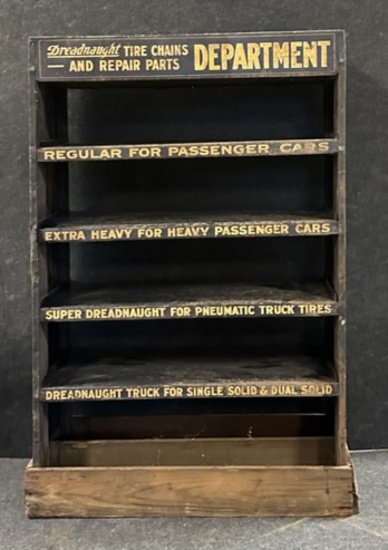 Dreadnaught TIRE CHAINS
— AND REPAIR PARTS DEPARTMENT
REGULAR FOR PASSENGER CARS
EXTRA HEAVY FOR HEAVY PASSENGER CARS
SUPER DREADNAUGHT FOR PNEUMATIC TRUCK TIRES
DREADNAUGHT TRUCK FOR SINGLE SOLID & DUAL SOLID